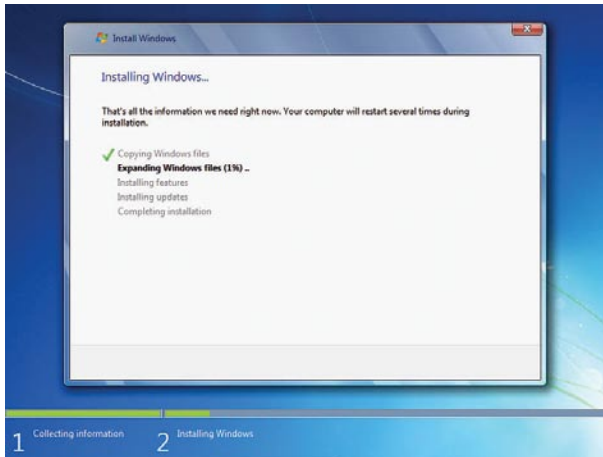 Install Windows
Installing Windows...
That's all the information we need right now. Your computer will restart several times during
installation.
Copying Windows files
Expanding Windows files (1%) ..
Installing features
Installing updates
Completing installation
1 Collecting information
2 Installing Windows